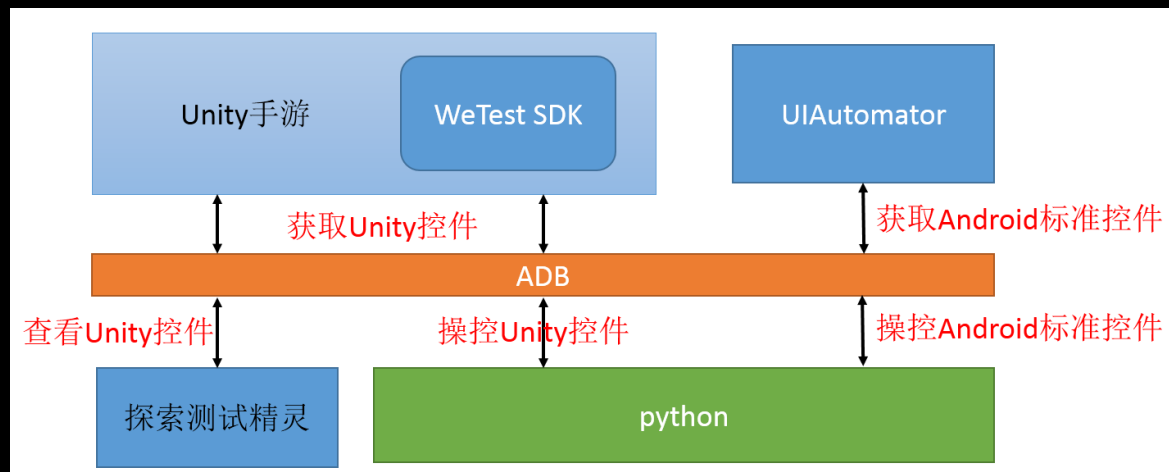 Unity手游
WeTest SDK
UIAutomator
获取Unity控件
获取Android标准控件
ADB
查看Unity控件
操控Unity控件
操控Android标准控件
探索测试精灵
python